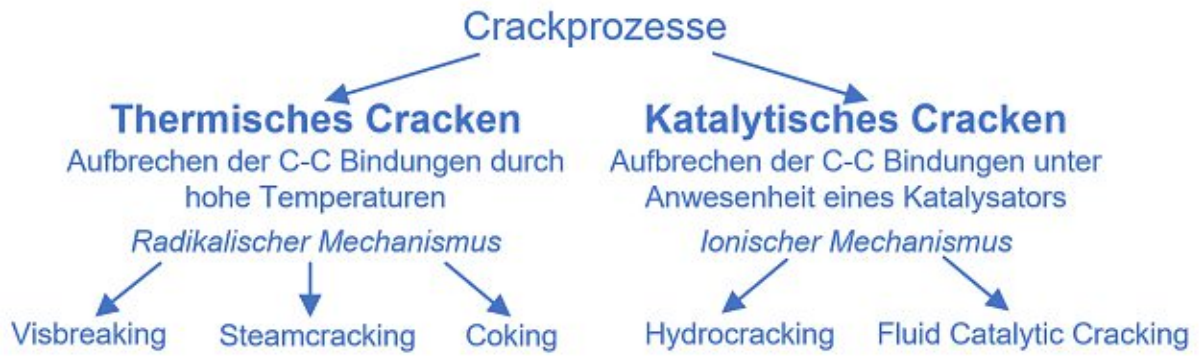 Crackprozesse
Thermisches Cracken
Aufbrechen der C-C Bindungen durch
hohe Temperaturen
Radikalischer Mechanismus
Visbreaking
Steamcracking
Coking
Katalytisches Cracken
Aufbrechen der C-C Bindungen unter
Anwesenheit eines Katalysators
Ionischer Mechanismus
Hydrocracking
Fluid Catalytic Cracking